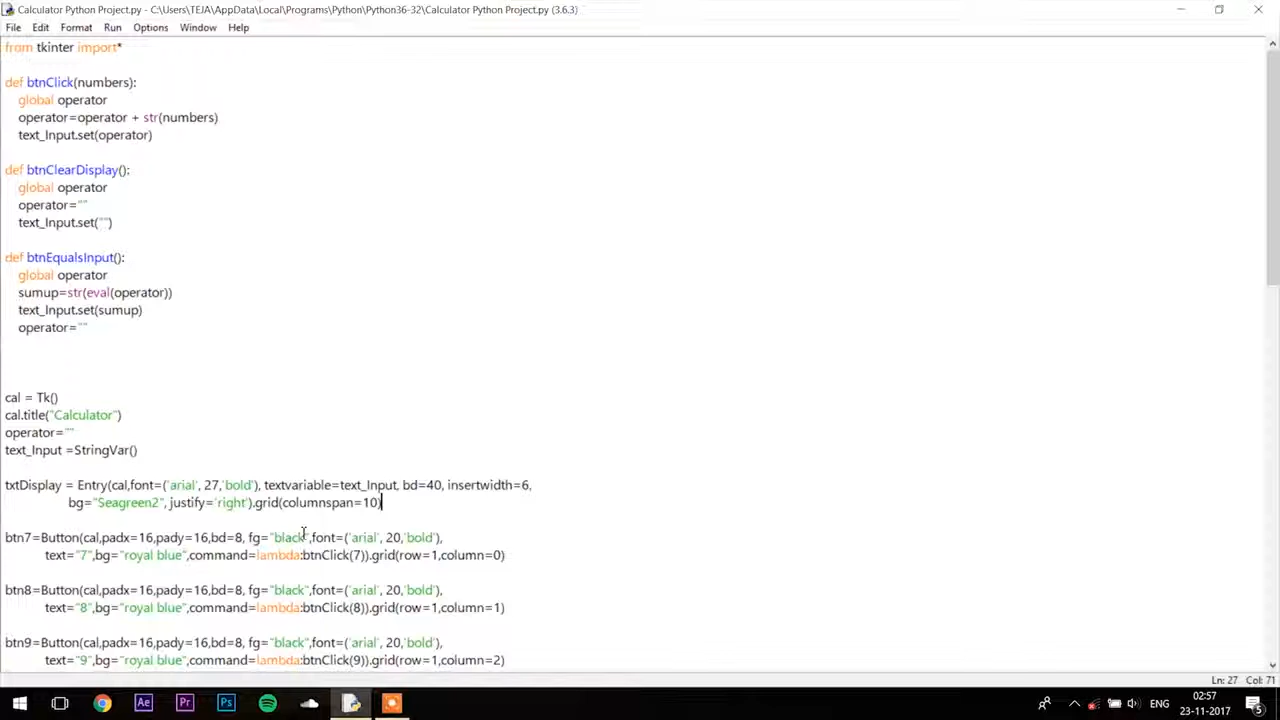 Calculator Python Project.py - C:\Users\TEJA\AppData\Local\Programs\Python\Python36-32\Calculator Python Project.py (3.6.3)
File Edit Format Run Options Window Help
from tkinter import*
def btnClick(numbers):
global operator
operator=operator + str(numbers)
text_Input.set(operator)
def btnClearDisplay():
global operator
operator=""
text_Input.set("")
def btnEqualsInput():
global operator
sumup=str(eval(operator))
text_Input.set(sumup)
operator=""
cal = Tk()
cal.title("Calculator")
operator=""
text_Input =StringVar()
txtDisplay = Entry(cal,font=('arial', 27,'bold'), textvariable=text_Input, bd=40, insertwidth=6,
bg="Seagreen2", justify='right').grid(columnspan=10)
btn7=Button(cal,padx=16,pady=16,bd=8, fg="black",font=('arial', 20,'bold'),
text="7",bg="royal blue",command=lambda:btnClick(7)).grid(row=1,column=0)
btn8=Button(cal,padx=16,pady=16,bd=8, fg="black",font=('arial', 20,'bold'),
text="8",bg="royal blue",command=lambda:btnClick(8)).grid(row=1,column=1)
btn9=Button(cal,padx=16,pady=16,bd=8, fg="black",font=('arial', 20,'bold'),
text="9",bg="royal blue",command=lambda:btnClick(9)).grid(row=1,column=2)
Ln: 27 Col: 71
Ae Pr Ps ENG 02:57
23-11-2017 5